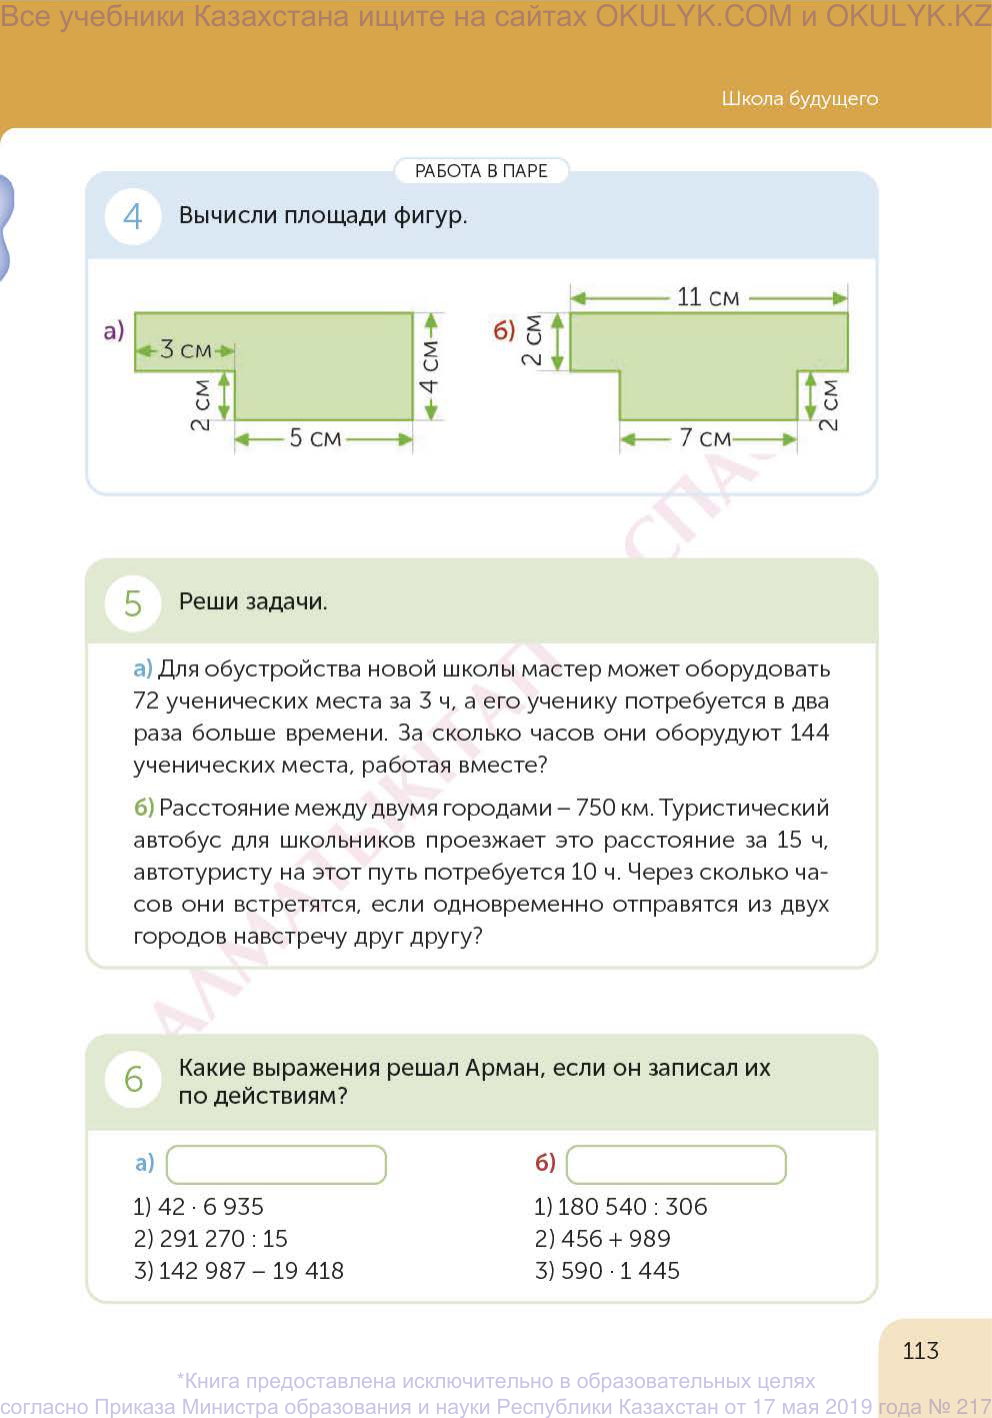 Все учебники Казахстана ищите на сайтах OKULYK.COM и OKULYK.KZ
Школа будущего
РАБОТА В ПАРЕ
4 Вычисли площади фигур.
а)
3 см
2 см
5 см
4 см
б)
11 см
2 см
7 см
2 см
5 Реши задачи.
а) Для обустройства новой школы мастер может оборудовать
72 ученических места за 3 ч, а его ученику потребуется в два
раза больше времени. За сколько часов они оборудуют 144
ученических места, работая вместе?
б) Расстояние между двумя городами – 750 км. Туристический
автобус для школьников проезжает это расстояние за 15 ч,
автотуристу на этот путь потребуется 10 ч. Через сколько ча-
сов они встретятся, если одновременно отправятся из двух
городов навстречу друг другу?
6 Какие выражения решал Арман, если он записал их
по действиям?
а)
1) 42 · 6 935
2) 291 270 : 15
3) 142 987 – 19 418
б)
1) 180 540 : 306
2) 456 + 989
3) 590 · 1 445
АЛМАТЫКІТАП
113
*Книга предоставлена исключительно в образовательных целях
согласно Приказа Министра образования и науки Республики Казахстан от 17 мая 2019 года № 217